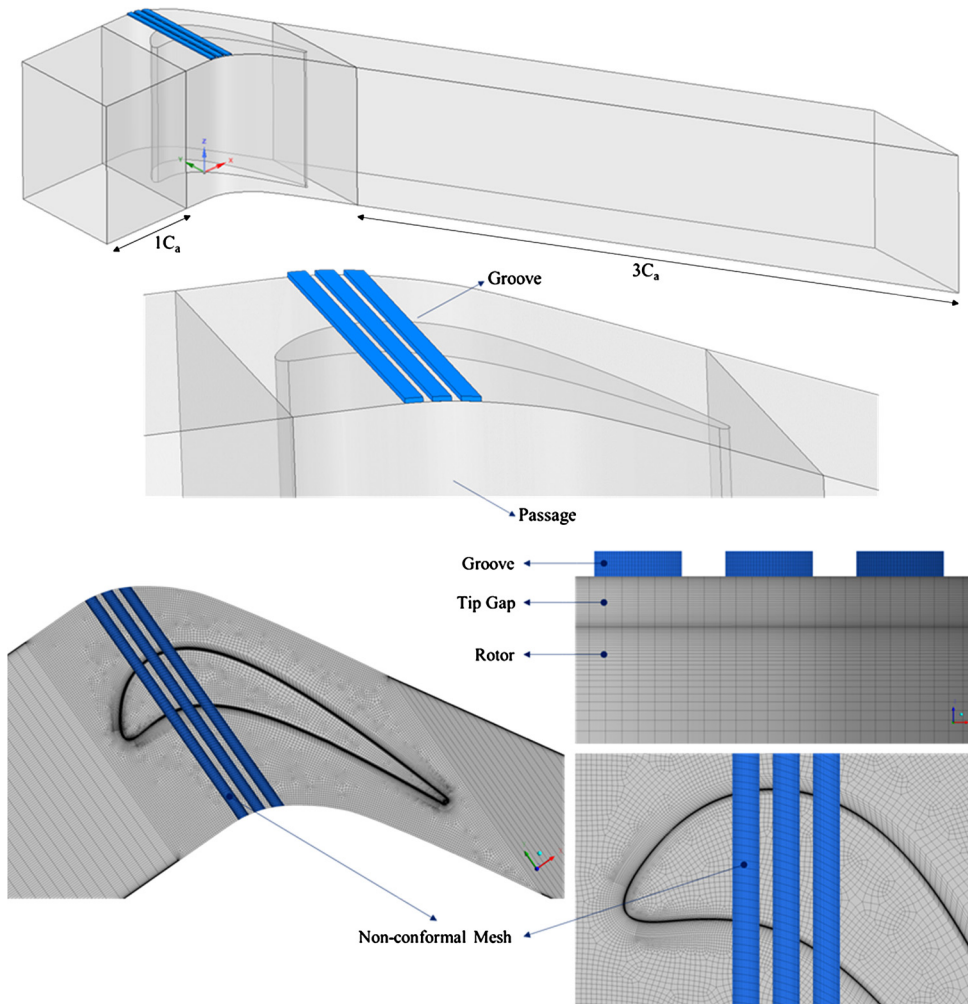 Z
Y
X
1Cₐ
3Cₐ
Groove
Passage
Groove
Tip Gap
Rotor
Non-conformal Mesh